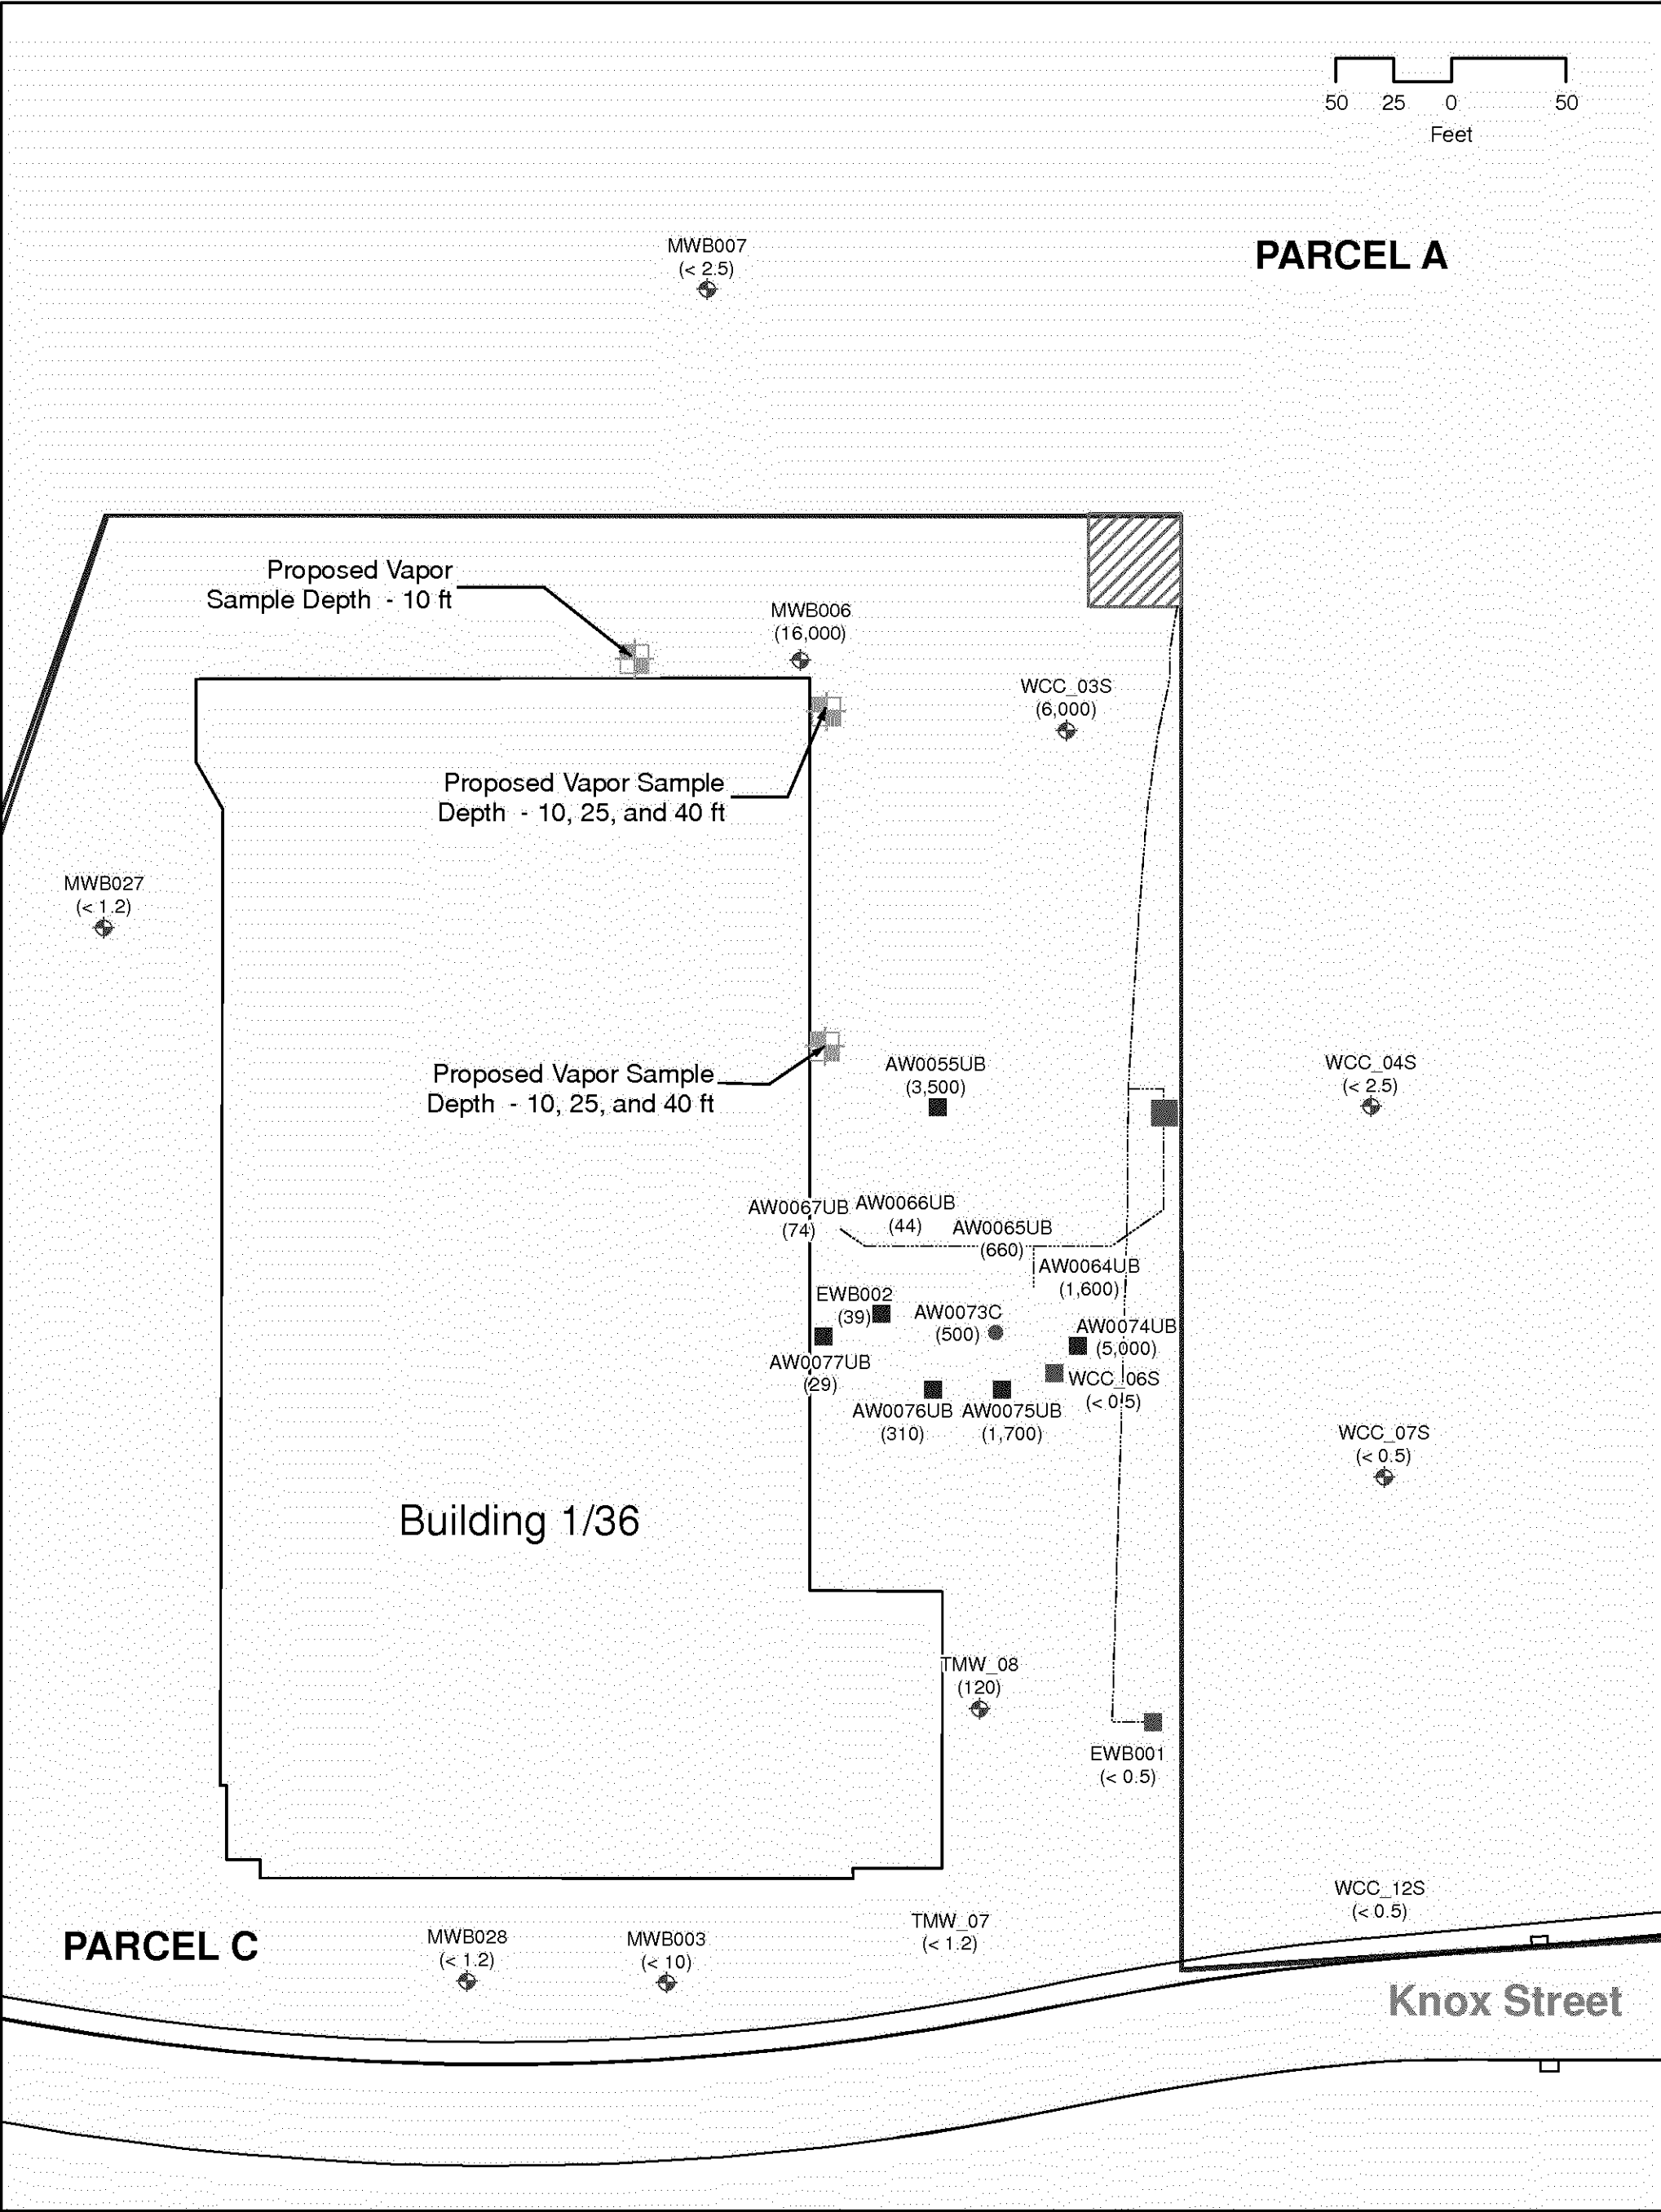 50 25 0 50
Feet
PARCEL A
MWB007
(< 2.5)
Proposed Vapor
Sample Depth - 10 ft
MWB006
(16,000)
WCC_03S
(6,000)
Proposed Vapor Sample
Depth - 10, 25, and 40 ft
MWB027
(< 1.2)
Proposed Vapor Sample
Depth - 10, 25, and 40 ft
AW0055UB
(3,500)
WCC_04S
(< 2.5)
AW0067UB
(74)
AW0066UB
(44)
AW0065UB
(660)
AW0064UB
(1,600)
EWB002
(39)
AW0073C
(500)
AW0074UB
(5,000)
AW0077UB
(29)
WCC_06S
(< 0.5)
AW0076UB
(310)
AW0075UB
(1,700)
WCC_07S
(< 0.5)
Building 1/36
TMW_08
(120)
EWB001
(< 0.5)
WCC_12S
(< 0.5)
PARCEL C
MWB028
(< 1.2)
MWB003
(< 10)
TMW_07
(< 1.2)
Knox Street